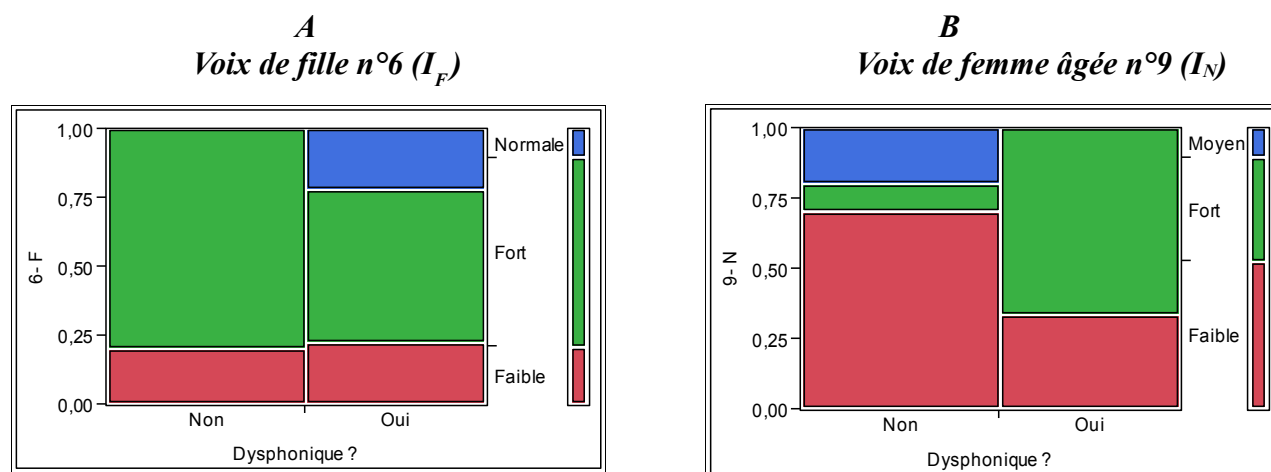 A
Voix de fille n°6 (I_F)
1,00
0,75
0,50
0,25
0,00
6- F
Normale
Fort
Faible
Non
Oui
Dysphonique ?
B
Voix de femme âgée n°9 (I_N)
1,00
0,75
0,50
0,25
0,00
9- N
Moyen
Fort
Faible
Non
Oui
Dysphonique ?